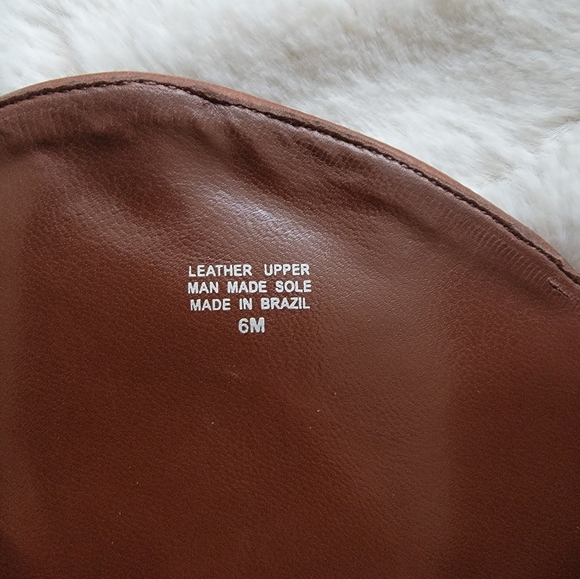 LEATHER UPPER
MAN MADE SOLE
MADE IN BRAZIL
6M